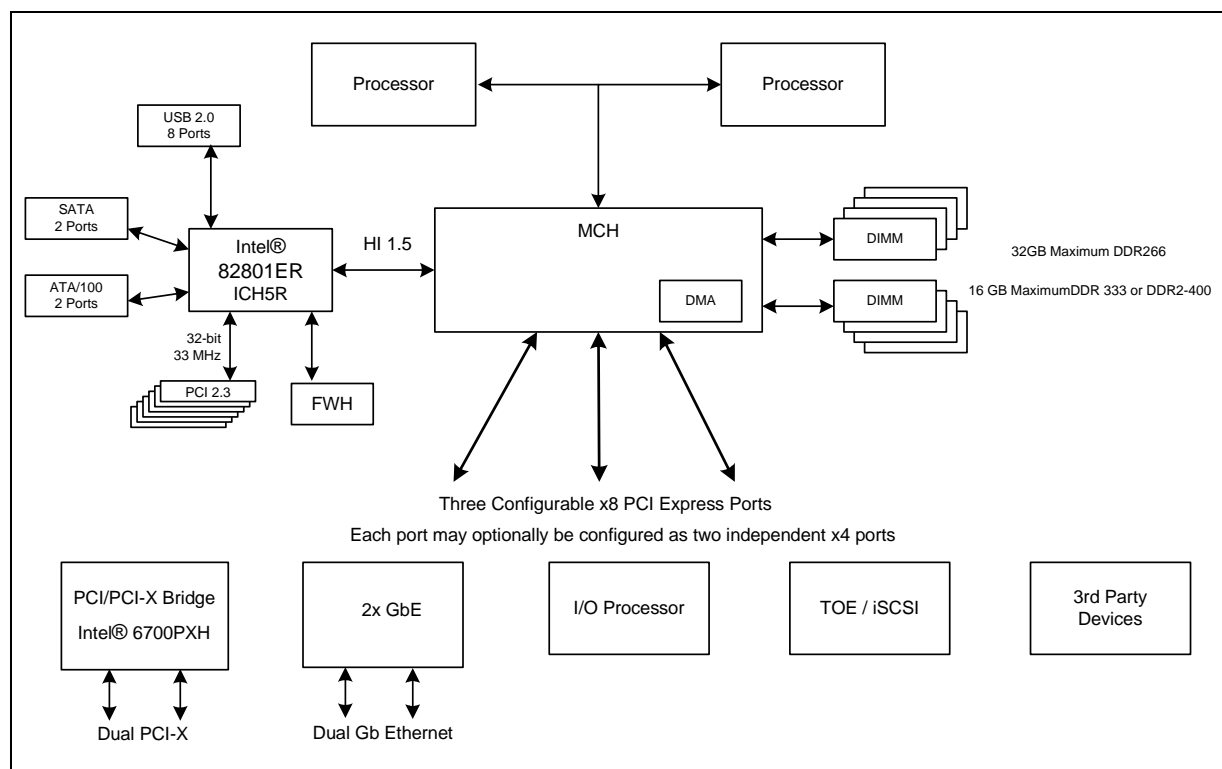 Processor
Processor
USB 2.0
8 Ports
SATA
2 Ports
MCH
Intel®
82801ER
ICH5R
HI 1.5
DIMM
32GB Maximum DDR266
ATA/100
2 Ports
DMA
DIMM
16 GB MaximumDDR 333 or DDR2-400
32-bit
33 MHz
PCI 2.3
FWH
Three Configurable x8 PCI Express Ports
Each port may optionally be configured as two independent x4 ports
PCI/PCI-X Bridge
Intel® 6700PXH
2x GbE
I/O Processor
TOE / iSCSI
3rd Party
Devices
Dual PCI-X
Dual Gb Ethernet